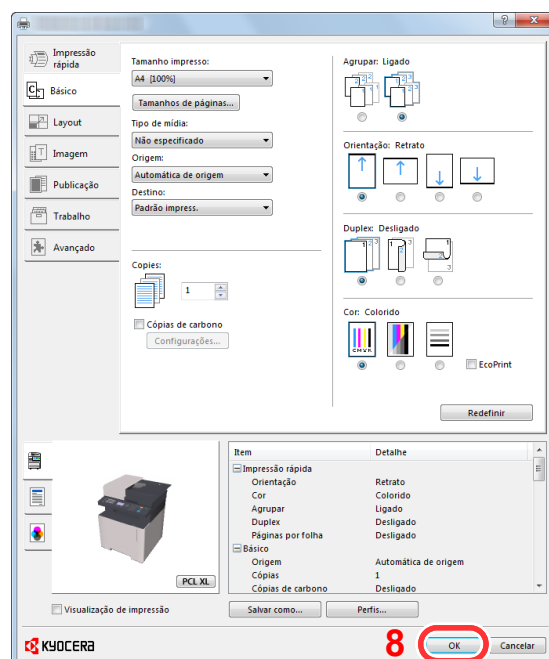 Impressão
rápida
Básico
Layout
Imagem
Publicação
Trabalho
Avançado
Tamanho impresso:
A4 [100%]
Tamanhos de páginas...
Tipo de mídia:
Não especificado
Origem:
Automática de origem
Destino:
Padrão impress.
Copies:
1
Cópias de carbono
Configurações...
Agrupar: Ligado
Orientação: Retrato
Duplex: Desligado
Cor: Colorido
CMYK
EcoPrint
Redefinir
PCL XL
Visualização de impressão
Item Detalhe
Impressão rápida
Orientação Retrato
Cor Colorido
Agrupar Ligado
Duplex Desligado
Páginas por folha Desligado
Básico
Origem Automática de origem
Cópias 1
Cópias de carbono Desligado
Salvar como... Perfis...
KYOCERA
8 OK Cancelar